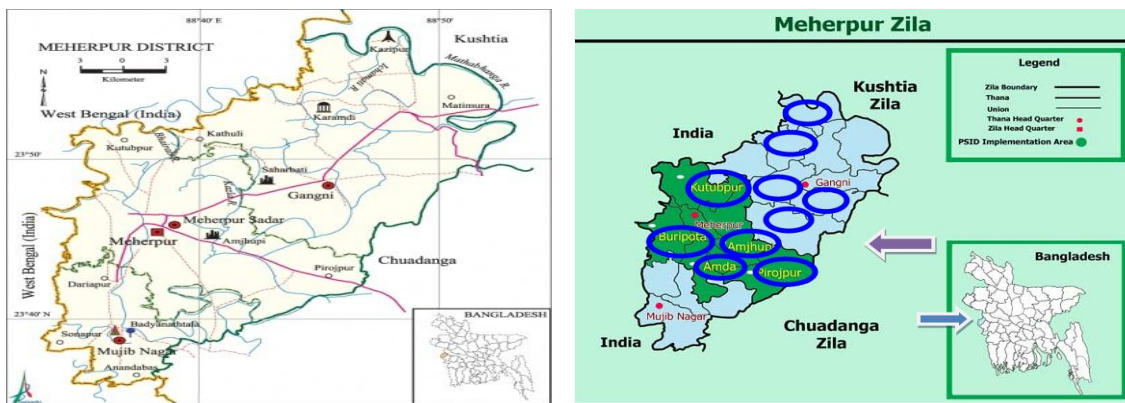 88°40' E
88°50'
MEHERPUR DISTRICT
3 0 3
Kilometer
N
Kushtia
Kazipur
Mathabhanga R
Matimura
Karamdi
West Bengal (India)
Kathuli
Kutubpur
Bhairab R
23°50'
Saharbati
Gangni
Kazla R
Meherpur Sadar
Meherpur
Amjhupi
Chuadanga
West Bengal (India)
Dariapur
Pirojpur
23°40' N
Badyanathtala
Sonapur
Mujib Nagar
Anandabas
BANGLADESH
Meherpur Zila
Legend
Zila Boundary
Thana
Union
Thana Head Quarter
Zila Head Quarter
PSID Implementation Area
Kushtia
Zila
India
Kutubpur
Gangni
Meherpur
Buripota
Amjhupi
Amda
Pirojpur
Mujib Nagar
Chuadanga
Zila
India
Bangladesh